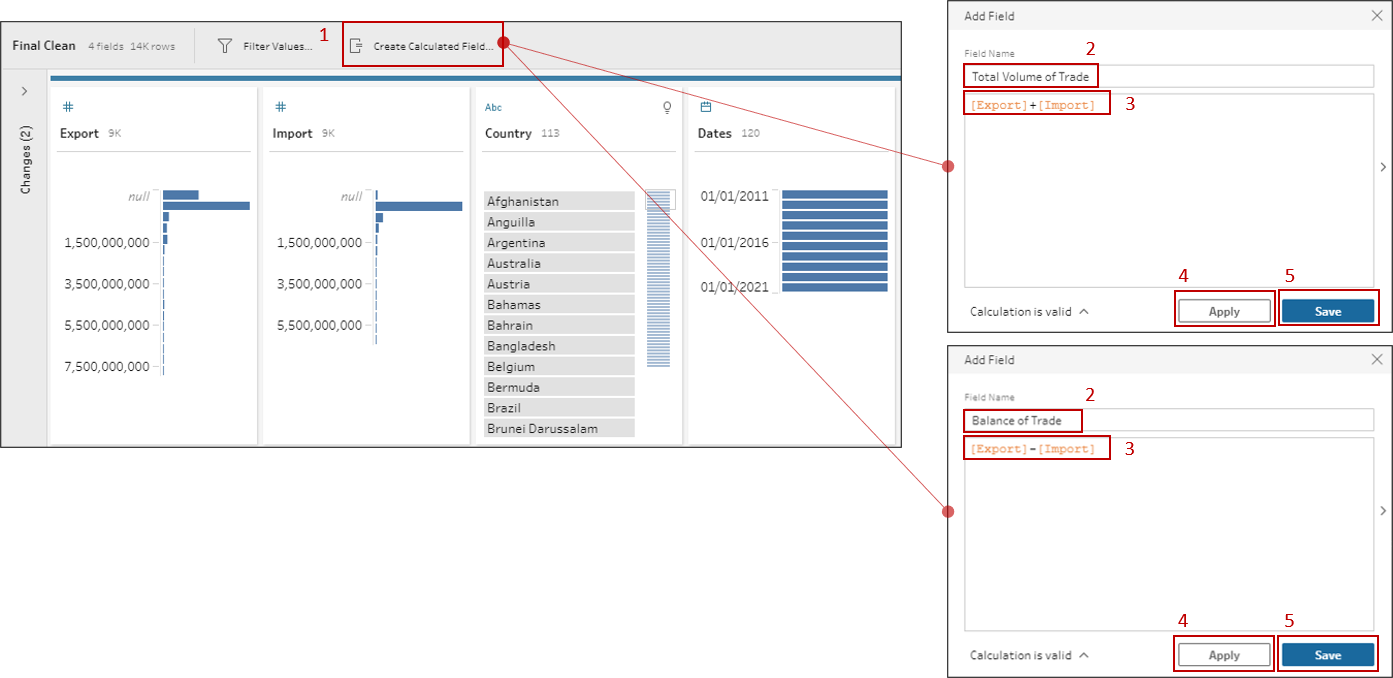 Final Clean 4 fields 14K rows Filter Values... 1 Create Calculated Field...
Changes (2)
Export 9K
null
1,500,000,000
3,500,000,000
5,500,000,000
7,500,000,000
Import 9K
null
1,500,000,000
3,500,000,000
5,500,000,000
Abc
Country 113
Afghanistan
Anguilla
Argentina
Australia
Austria
Bahamas
Bahrain
Bangladesh
Belgium
Bermuda
Brazil
Brunei Darussalam
Dates 120
01/01/2011
01/01/2016
01/01/2021
Add Field
Field Name 2
Total Volume of Trade
[Export]+[Import] 3
4 5
Calculation is valid Apply Save
Add Field
Field Name 2
Balance of Trade
[Export]-[Import] 3
4 5
Calculation is valid Apply Save